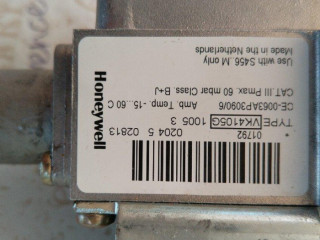 Honeywell
*
01792
TYPE VK4105G 1005 3
0204 5 02813
CE-0063AP3090/6
Amb. Temp. -15...60 C
CAT III Pmax 60 mbar Class. B+J
Use with S456. M only
Made in the Netherlands